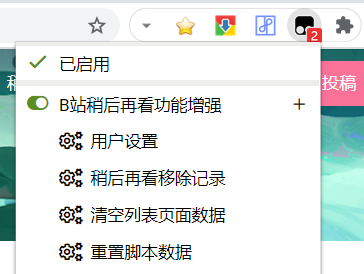 2
已启用
投稿
B站稍后再看功能增强
用户设置
稍后再看移除记录
清空列表页面数据
重置脚本数据